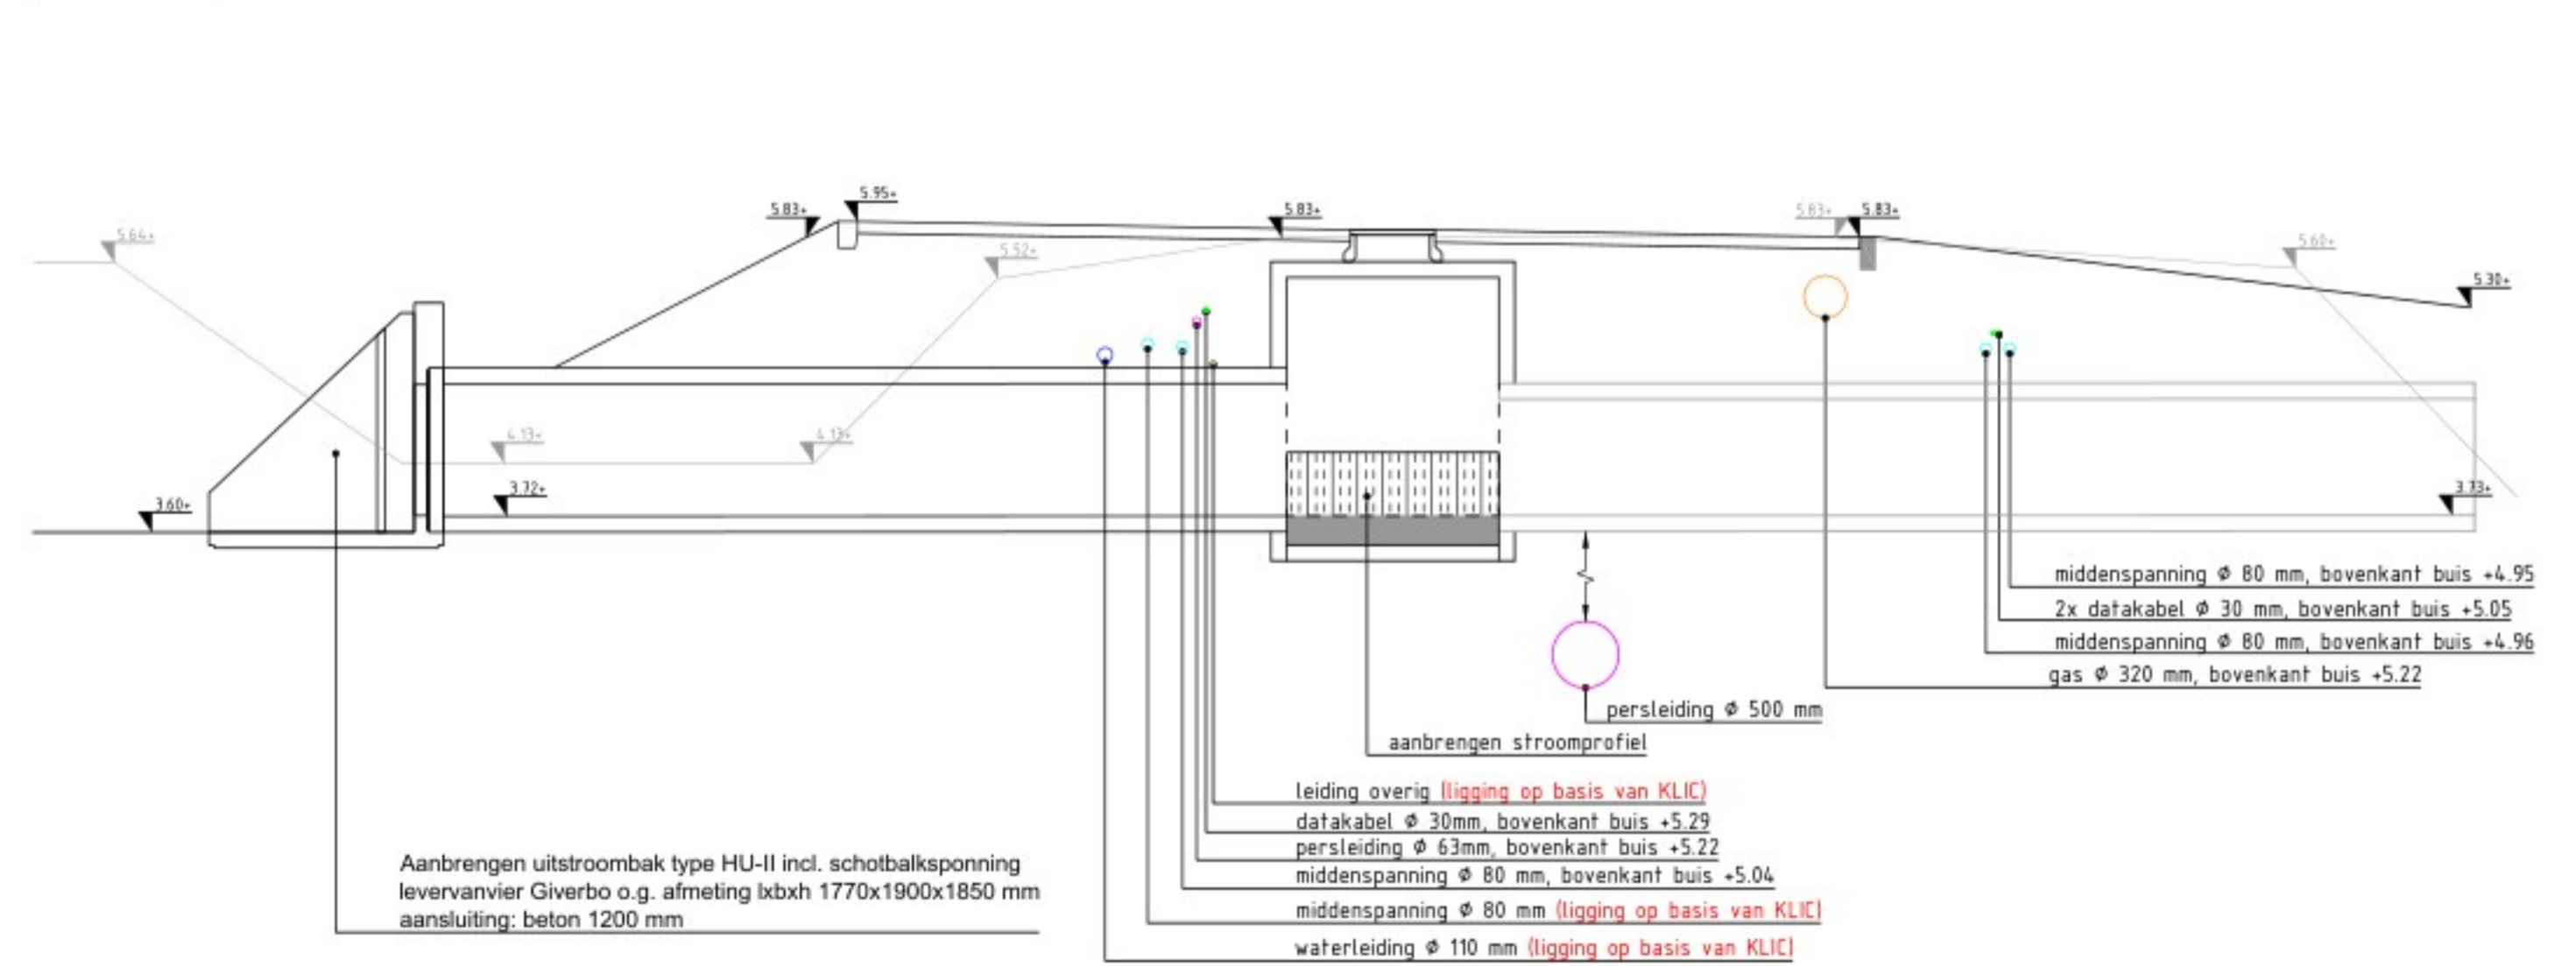 5.95+
5.83+
5.83+
5.83+
5.83+
5.64+
5.52+
5.60+
5.30+
4.13+
4.13+
3.72+
3.60+
3.73+
middenspanning ϕ 80 mm, bovenkant buis +4.95
2x datakabel ϕ 30 mm, bovenkant buis +5.05
middenspanning ϕ 80 mm, bovenkant buis +4.96
gas ϕ 320 mm, bovenkant buis +5.22
persleiding ϕ 500 mm
aanbrengen stroomprofiel
leiding overig (ligging op basis van KLIC)
datakabel ϕ 30mm, bovenkant buis +5.29
persleiding ϕ 63mm, bovenkant buis +5.22
middenspanning ϕ 80 mm, bovenkant buis +5.04
middenspanning ϕ 80 mm (ligging op basis van KLIC)
waterleiding ϕ 110 mm (ligging op basis van KLIC)
Aanbrengen uitstroombak type HU-II incl. schotbalksponning
levervanvier Giverbo o.g. afmeting lxbxh 1770x1900x1850 mm
aansluiting: beton 1200 mm